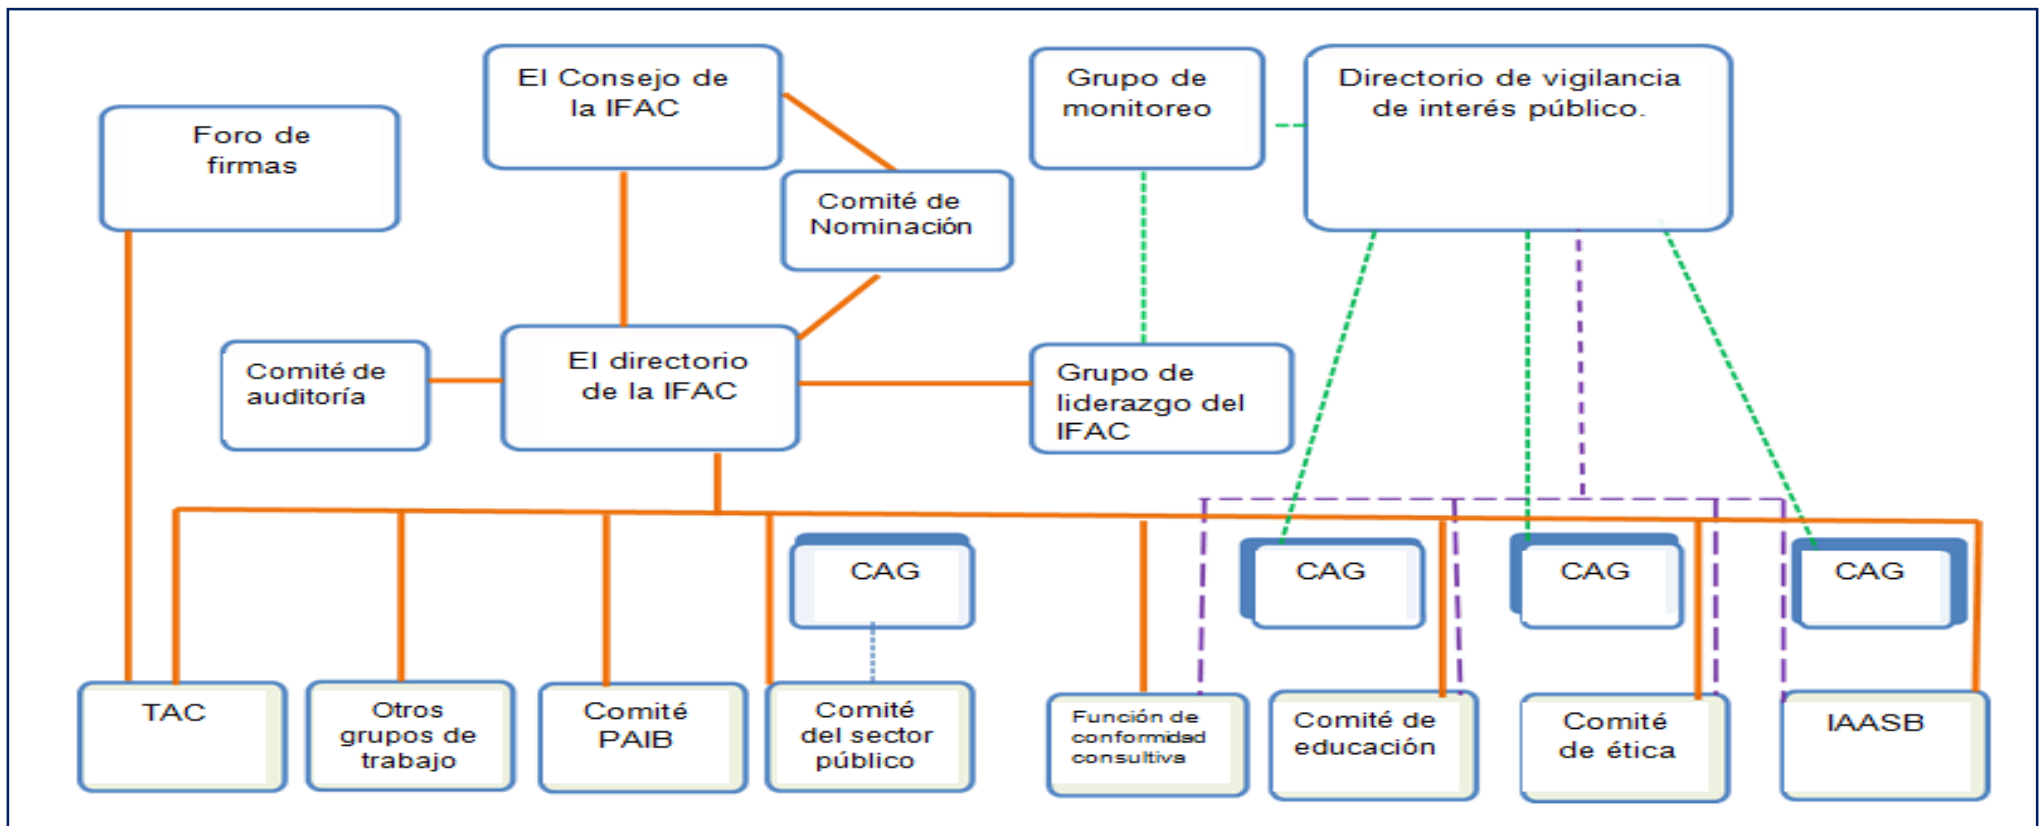 El Consejo de
la IFAC
Grupo de
monitoreo
Directorio de vigilancia
de interés público.
Foro de
firmas
Comité de
Nominación
Comité de
auditoría
El directorio
de la IFAC
Grupo de
liderazgo del
IFAC
CAG
CAG
CAG
CAG
TAC
Otros
grupos de
trabajo
Comité
PAIB
Comité
del sector
público
Función de
conformidad
consultiva
Comité de
educación
Comité
de ética
IAASB